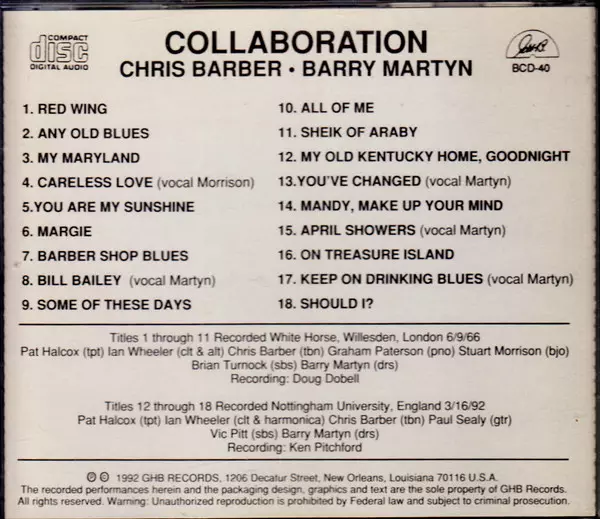 COMPACT
disc
DIGITAL AUDIO
COLLABORATION
CHRIS BARBER • BARRY MARTYN
GHB
BCD-40
1. RED WING
2. ANY OLD BLUES
3. MY MARYLAND
4. CARELESS LOVE (vocal Morrison)
5.YOU ARE MY SUNSHINE
6. MARGIE
7. BARBER SHOP BLUES
8. BILL BAILEY (vocal Martyn)
9. SOME OF THESE DAYS
10. ALL OF ME
11. SHEIK OF ARABY
12. MY OLD KENTUCKY HOME, GOODNIGHT
13.YOU'VE CHANGED (vocal Martyn)
14. MANDY, MAKE UP YOUR MIND
15. APRIL SHOWERS (vocal Martyn)
16. ON TREASURE ISLAND
17. KEEP ON DRINKING BLUES (vocal Martyn)
18. SHOULD I?
Titles 1 through 11 Recorded White Horse, Willesden, London 6/9/66
Pat Halcox (tpt) Ian Wheeler (clt & alt) Chris Barber (tbn) Graham Paterson (pno) Stuart Morrison (bjo)
Brian Turnock (sbs) Barry Martyn (drs)
Recording: Doug Dobell
Titles 12 through 18 Recorded Nottingham University, England 3/16/92
Pat Halcox (tpt) Ian Wheeler (clt & harmonica) Chris Barber (tbn) Paul Sealy (gtr)
Vic Pitt (sbs) Barry Martyn (drs)
Recording: Ken Pitchford
℗ © 1992 GHB RECORDS, 1206 Decatur Street, New Orleans, Louisiana 70116 U.S.A.
The recorded performances herein and the packaging design, graphics and text are the sole property of GHB Records.
All rights reserved. Warning: Unauthorized reproduction is prohibited by Federal law and subject to criminal prosecution.